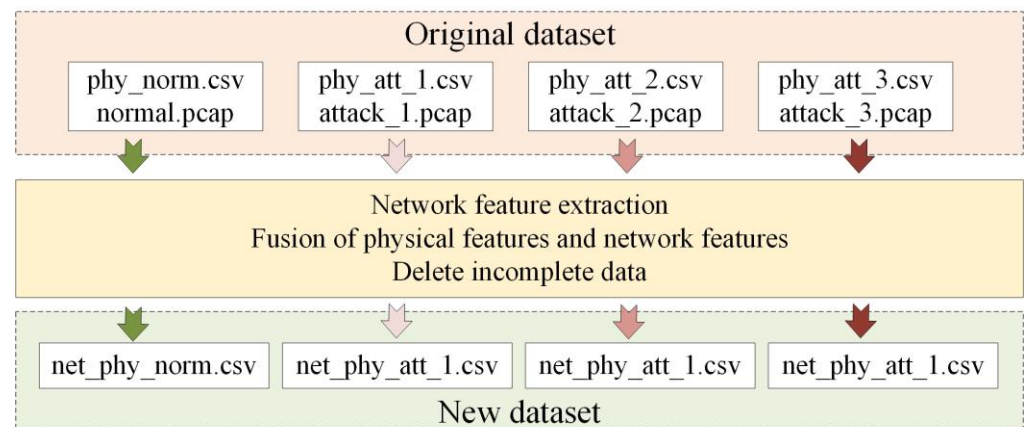 Original dataset
phy_norm.csv
normal.pcap
phy_att_1.csv
attack_1.pcap
phy_att_2.csv
attack_2.pcap
phy_att_3.csv
attack_3.pcap
Network feature extraction
Fusion of physical features and network features
Delete incomplete data
net_phy_norm.csv
net_phy_att_1.csv
net_phy_att_1.csv
net_phy_att_1.csv
New dataset